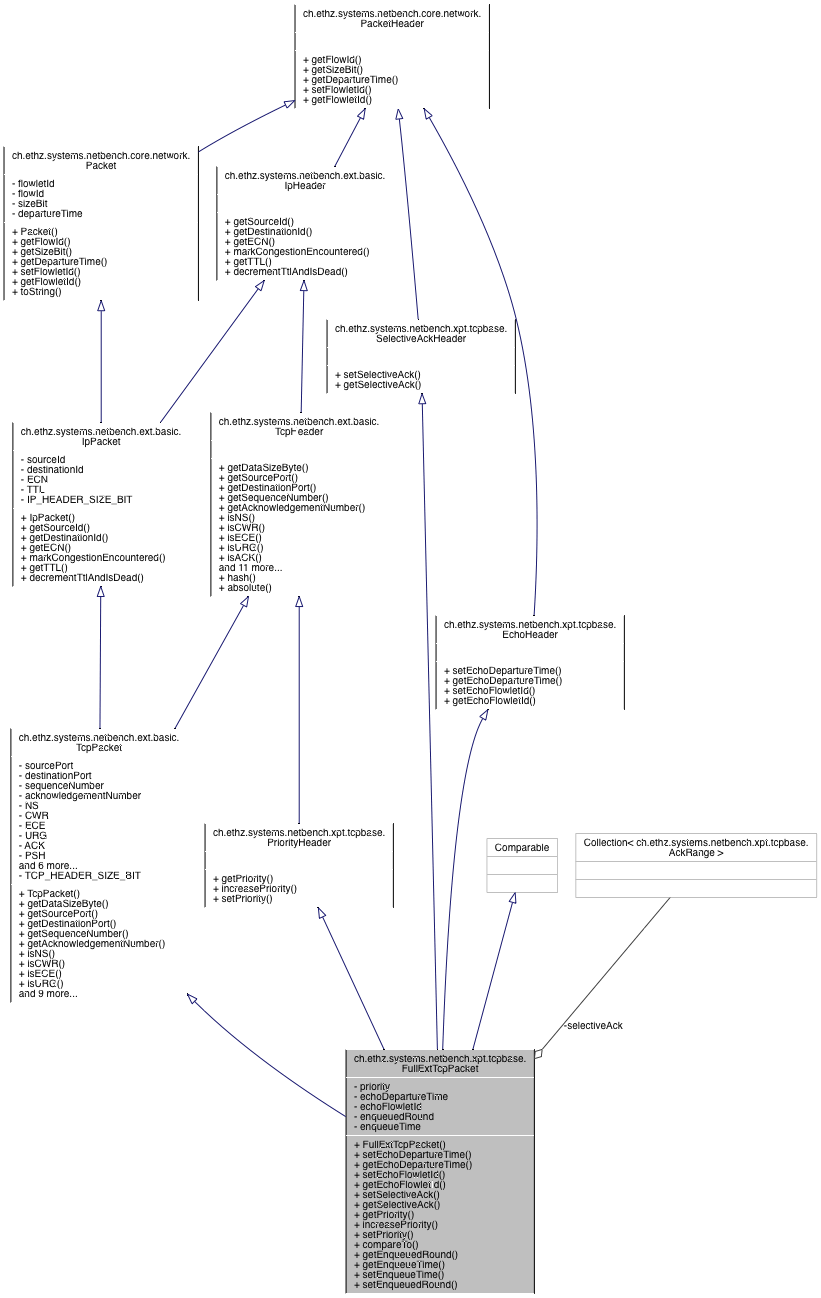 ch.ethz.systems.netbench.core.network.
PacketHeader
+ getFlowId()
+ getSizeBit()
+ getDepartureTime()
+ setFlowletId()
+ getFlowletId()
ch.ethz.systems.netbench.core.network.
Packet
- flowletId
- flowId
- sizeBit
- departureTime
+ Packet()
+ getFlowId()
+ getSizeBit()
+ getDepartureTime()
+ setFlowletId()
+ getFlowletId()
+ toString()
ch.ethz.systems.netbench.ext.basic.
IpHeader
+ getSourceId()
+ getDestinationId()
+ getECN()
+ markCongestionEncountered()
+ getTTL()
+ decrementTtlAndIsDead()
ch.ethz.systems.netbench.xpt.tcpbase.
SelectiveAckHeader
+ setSelectiveAck()
+ getSelectiveAck()
ch.ethz.systems.netbench.ext.basic.
IpPacket
- sourceId
- destinationId
- ECN
- TTL
- IP_HEADER_SIZE_BIT
+ IpPacket()
+ getSourceId()
+ getDestinationId()
+ getECN()
+ markCongestionEncountered()
+ getTTL()
+ decrementTtlAndIsDead()
ch.ethz.systems.netbench.ext.basic.
TcpHeader
+ getDataSizeByte()
+ getSourcePort()
+ getDestinationPort()
+ getSequenceNumber()
+ getAcknowledgementNumber()
+ isNS()
+ isCWR()
+ isECE()
+ isURG()
+ isACK()
and 11 more...
+ hash()
+ absolute()
ch.ethz.systems.netbench.xpt.tcpbase.
EchoHeader
+ setEchoDepartureTime()
+ getEchoDepartureTime()
+ setEchoFlowletId()
+ getEchoFlowletId()
ch.ethz.systems.netbench.ext.basic.
TcpPacket
- sourcePort
- destinationPort
- sequenceNumber
- acknowledgementNumber
- NS
- CWR
- ECE
- URG
- ACK
- PSH
and 6 more...
- TCP_HEADER_SIZE_BIT
+ TcpPacket()
+ getDataSizeByte()
+ getSourcePort()
+ getDestinationPort()
+ getSequenceNumber()
+ getAcknowledgementNumber()
+ isNS()
+ isCWR()
+ isECE()
+ isURG()
and 9 more...
ch.ethz.systems.netbench.xpt.tcpbase.
PriorityHeader
+ getPriority()
+ increasePriority()
+ setPriority()
Comparable
Collection< ch.ethz.systems.netbench.xpt.tcpbase.
AckRange >
-selectiveAck
ch.ethz.systems.netbench.xpt.tcpbase.
FullExtTcpPacket
- priority
- echoDepartureTime
- echoFlowletId
- enqueuedRound
- enqueueTime
+ FullExtTcpPacket()
+ setEchoDepartureTime()
+ getEchoDepartureTime()
+ setEchoFlowletId()
+ getEchoFlowletId()
+ setSelectiveAck()
+ getSelectiveAck()
+ getPriority()
+ increasePriority()
+ setPriority()
+ compareTo()
+ getEnqueuedRound()
+ getEnqueueTime()
+ setEnqueueTime()
+ setEnqueuedRound()